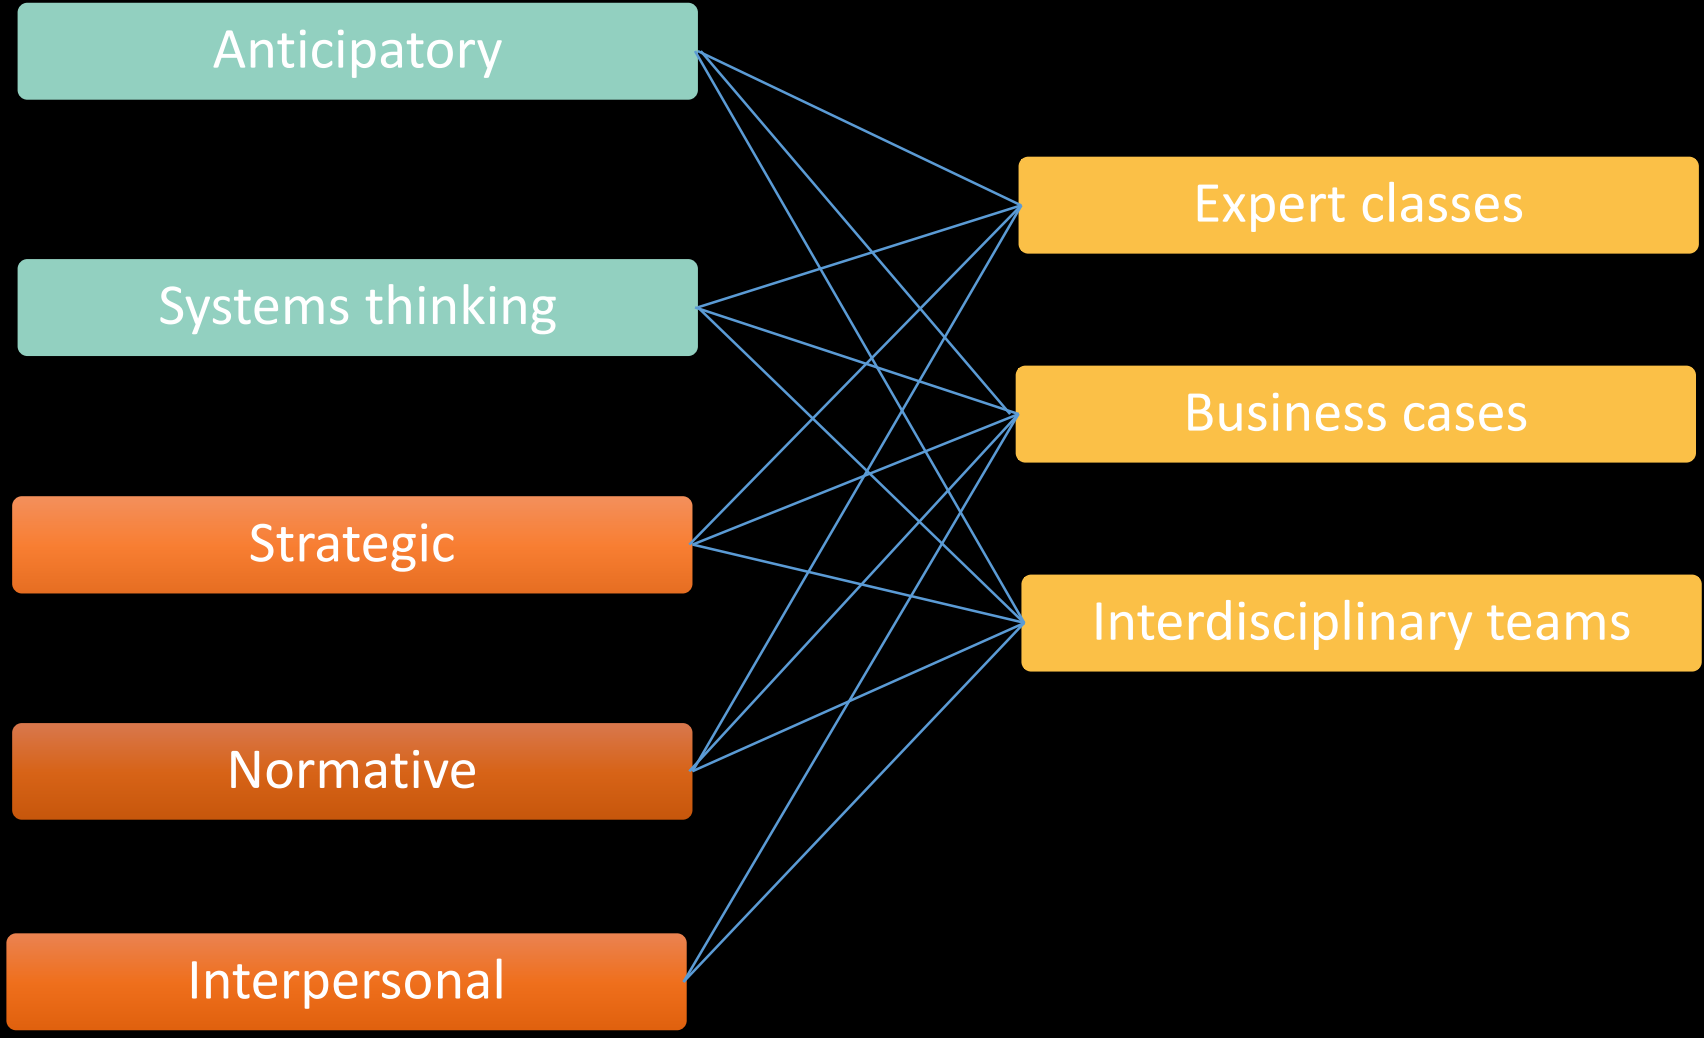 Anticipatory
Systems thinking
Strategic
Normative
Interpersonal
Expert classes
Business cases
Interdisciplinary teams